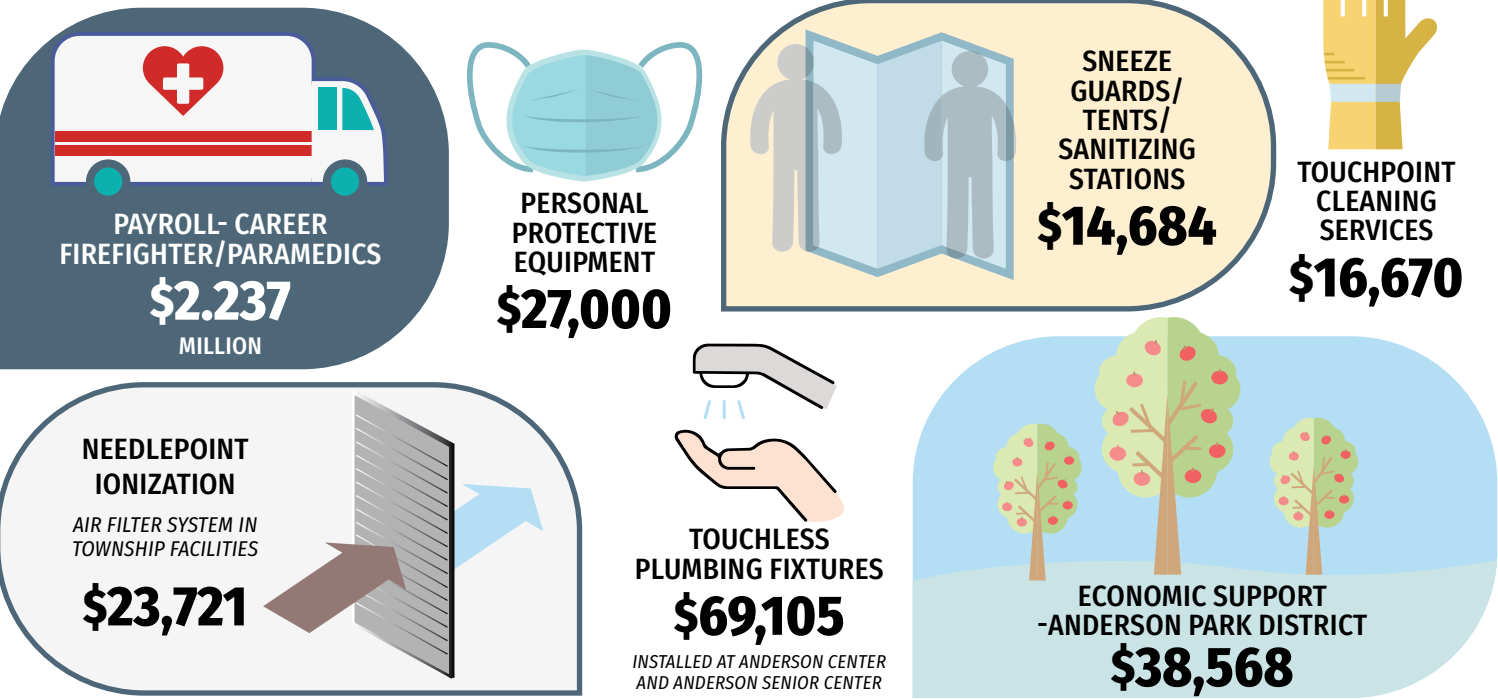 PAYROLL- CAREER
FIREFIGHTER/PARAMEDICS
$2.237
MILLION
PERSONAL
PROTECTIVE
EQUIPMENT
$27,000
SNEEZE
GUARDS/
TENTS/
SANITIZING
STATIONS
$14,684
TOUCHPOINT
CLEANING
SERVICES
$16,670
NEEDLEPOINT
IONIZATION
AIR FILTER SYSTEM IN
TOWNSHIP FACILITIES
$23,721
TOUCHLESS
PLUMBING FIXTURES
$69,105
INSTALLED AT ANDERSON CENTER
AND ANDERSON SENIOR CENTER
ECONOMIC SUPPORT
-ANDERSON PARK DISTRICT
$38,568